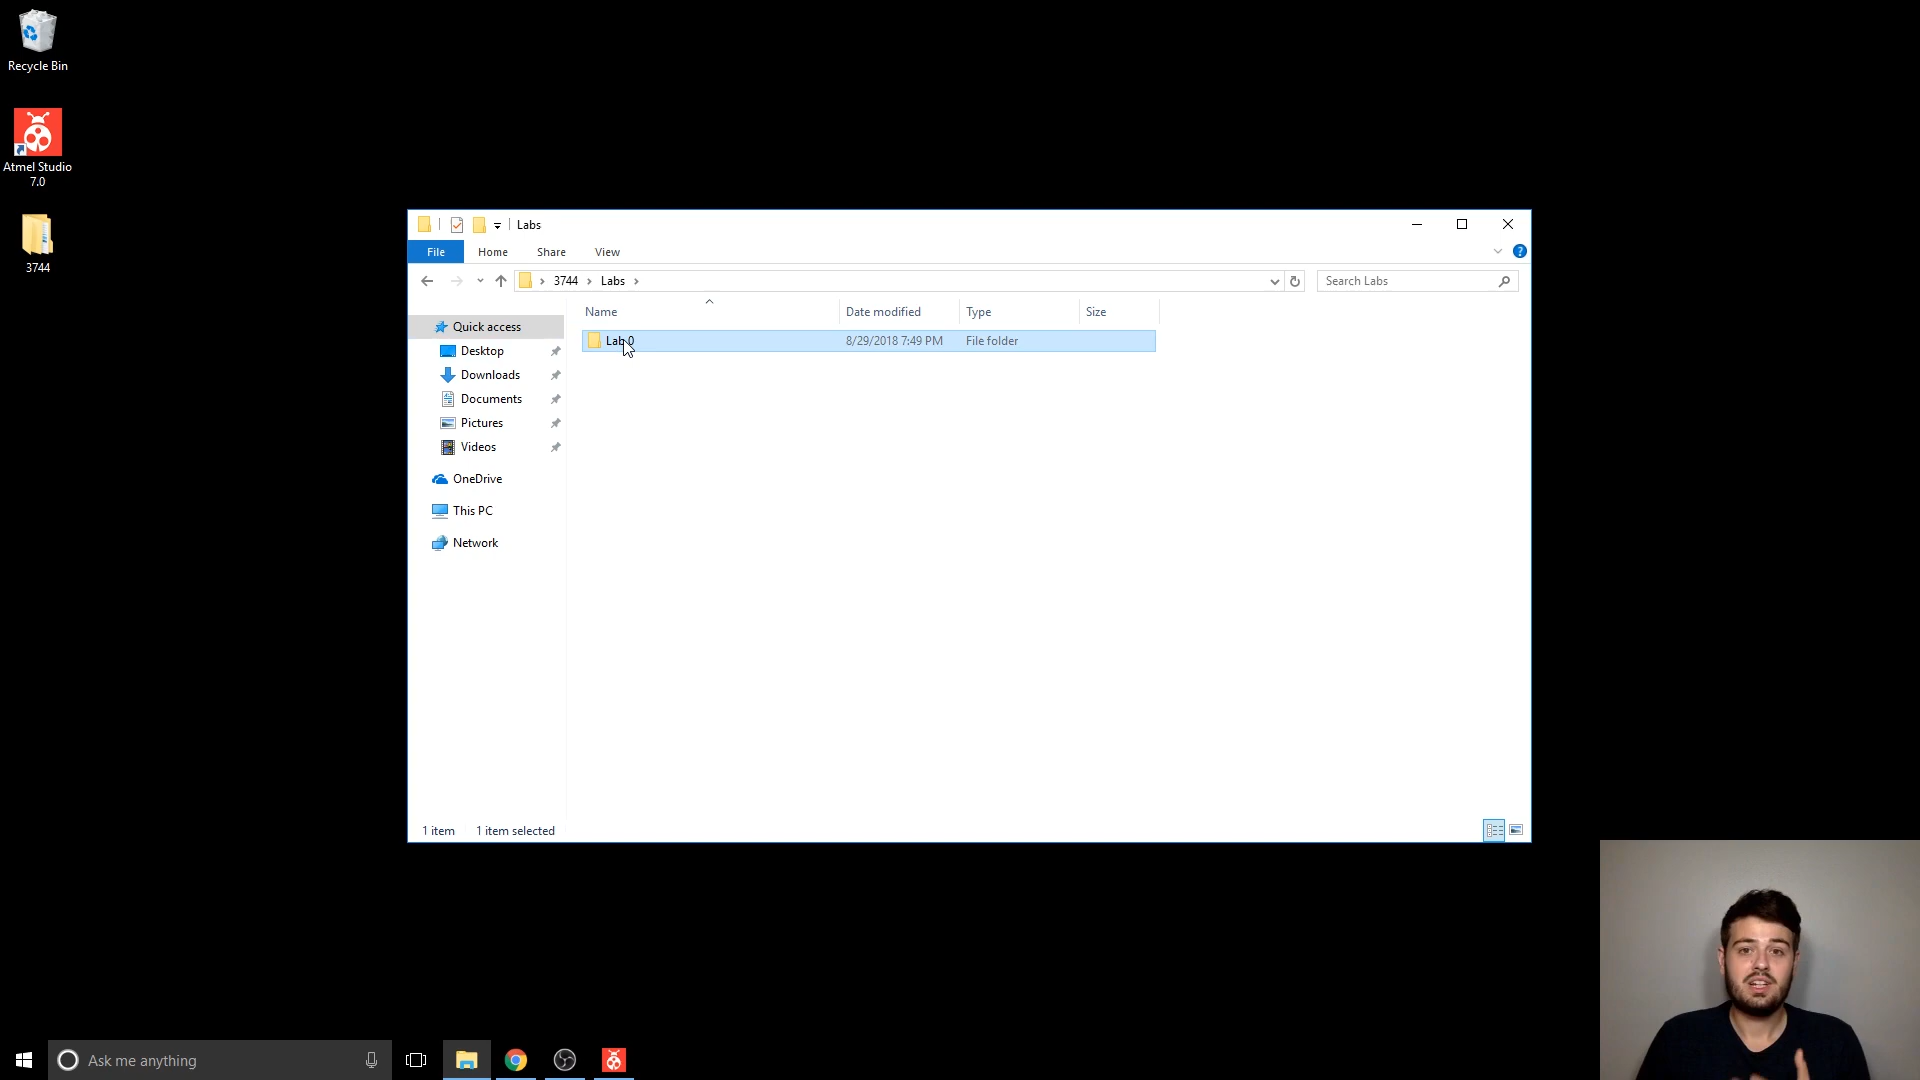 Recycle Bin
Atmel Studio
7.0
3744
Labs
File Home Share View
3744 Labs
Search Labs
Name Date modified Type Size
Quick access
Lab 0 8/29/2018 7:49 PM File folder
Desktop
Downloads
Documents
Pictures
Videos
OneDrive
This PC
Network
1 item 1 item selected
Ask me anything